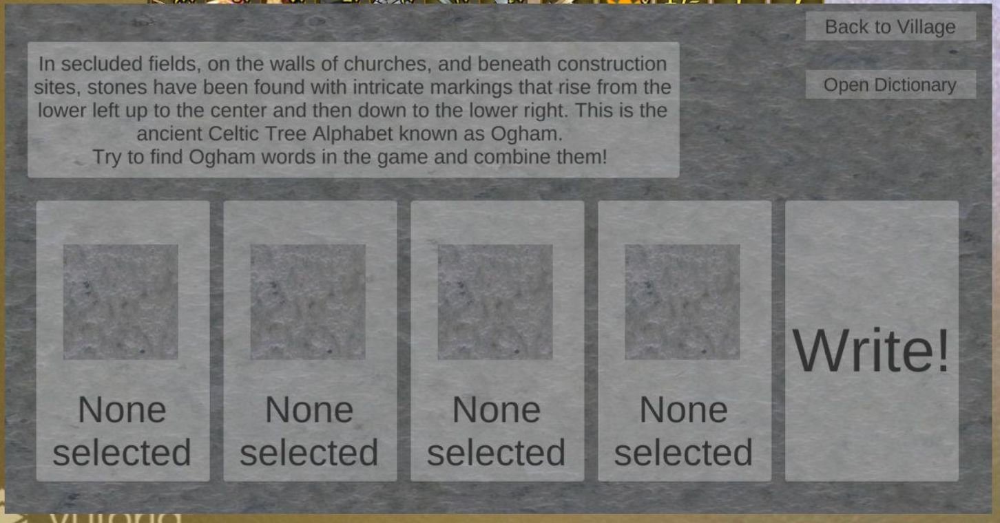 Back to Village
In secluded fields, on the walls of churches, and beneath construction
sites, stones have been found with intricate markings that rise from the
lower left up to the center and then down to the lower right. This is the
ancient Celtic Tree Alphabet known as Ogham.
Try to find Ogham words in the game and combine them!
Open Dictionary
None
selected
None
selected
None
selected
None
selected
Write!